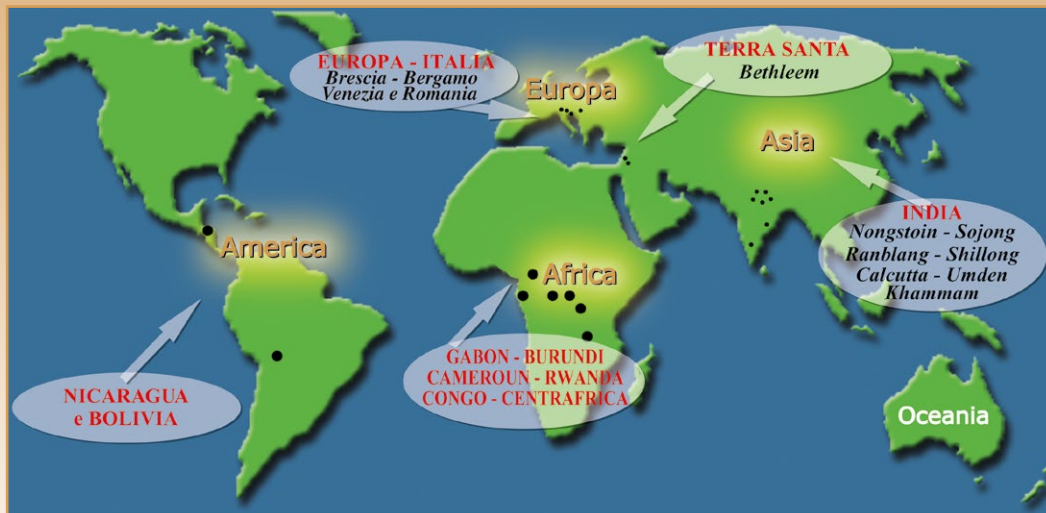 EUROPA - ITALIA
Brescia - Bergamo
Venezia e Romania
TERRA SANTA
Bethleem
Europa
Asia
INDIA
Nongstoin - Sojong
Ranblang - Shillong
Calcutta - Umden
Khammam
America
Africa
GABON - BURUNDI
CAMEROUN - RWANDA
CONGO - CENTRAFRICA
NICARAGUA
e BOLIVIA
Oceania